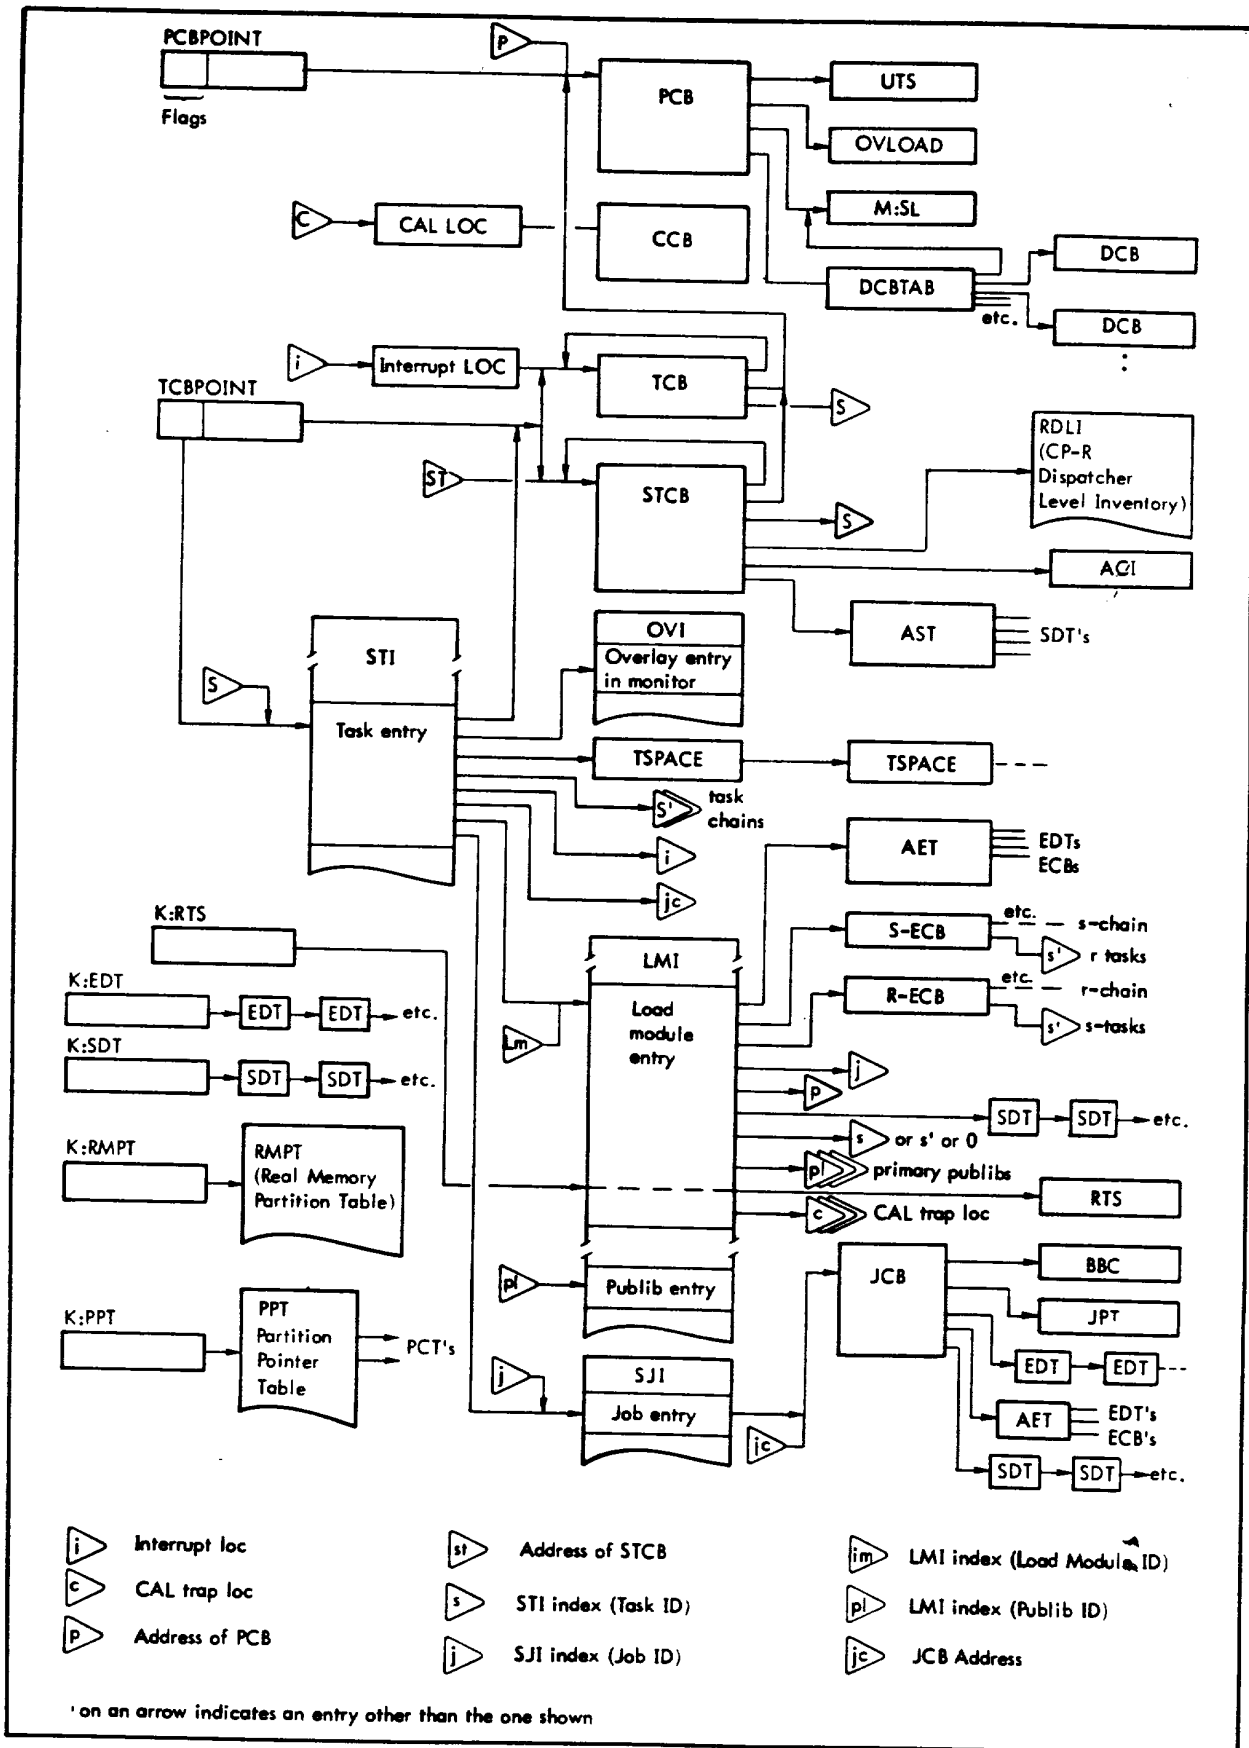 PCBPOINT
P
Flags
PCB
UTS
OVLOAD
M:SL
C
CAL LOC
CCB
DCBTAB
etc.
DCB
DCB
i
Interrupt LOC
TCB
S
TCBPOINT
ST
STCB
S
RDLI
(CP-R
Dispatcher
Level Inventory)
ACI
AST
SDT's
STI
S
Task entry
OVI
Overlay entry
in monitor
TSPACE
TSPACE
S'
task
chains
i
jc
AET
EDTs
ECBs
K:RTS
K:EDT
EDT
EDT
etc.
K:SDT
SDT
SDT
etc.
K:RMPT
RMPT
(Real Memory
Partition Table)
K:PPT
PPT
Partition
Pointer
Table
PCT's
LMI
Load
module
entry
Lm
S-ECB
etc.
s-chain
s'
r tasks
R-ECB
etc.
r-chain
s'
s-tasks
j
P
SDT
SDT
etc.
s
or s' or 0
pl
primary publibs
RTS
c
CAL trap loc
pl
Publib entry
JCB
BBC
JPT
EDT
EDT
AET
EDT's
ECB's
SDT
SDT
etc.
j
SJI
Job entry
jc
i
Interrupt loc
c
CAL trap loc
P
Address of PCB
st
Address of STCB
s
STI index (Task ID)
j
SJI index (Job ID)
im
LMI index (Load Module ID)
pl
LMI index (Publib ID)
jc
JCB Address
' on an arrow indicates an entry other than the one shown